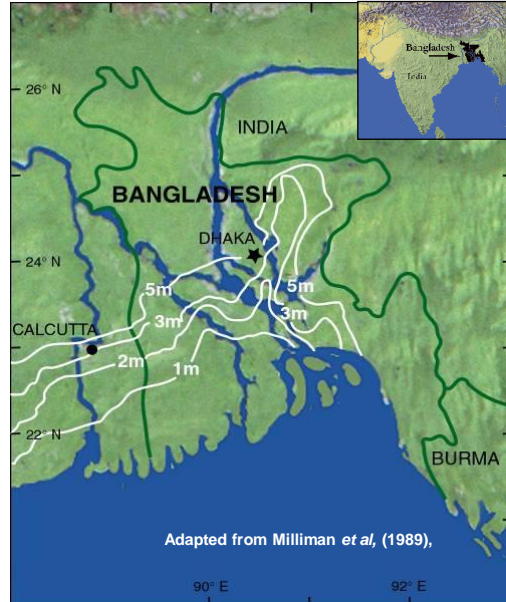 Bangladesh
India
26° N
INDIA
BANGLADESH
DHAKA
24° N
5m
5m
3m
3m
CALCUTTA
2m
1m
22° N
BURMA
Adapted from Milliman et al, (1989),
90° E
92° E